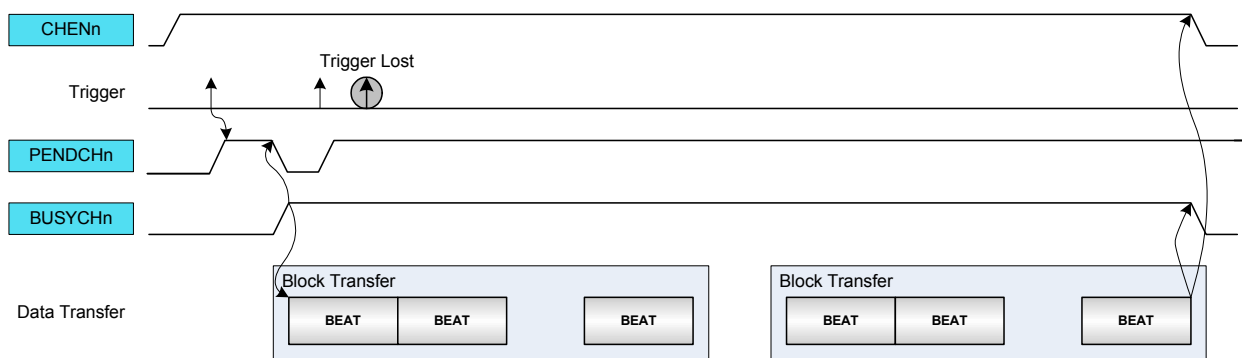 CHENn
Trigger Lost
Trigger
PENDCHn
BUSYCHn
Block Transfer
Block Transfer
Data Transfer
BEAT
BEAT
BEAT
BEAT
BEAT
BEAT